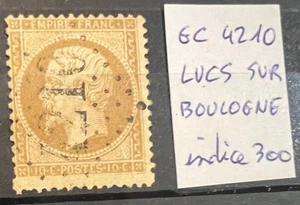 EMPIRE FRANC.
10·C·POSTES·10·C
GC 4210
LUCS SUR
BOULOGNE
indice 300